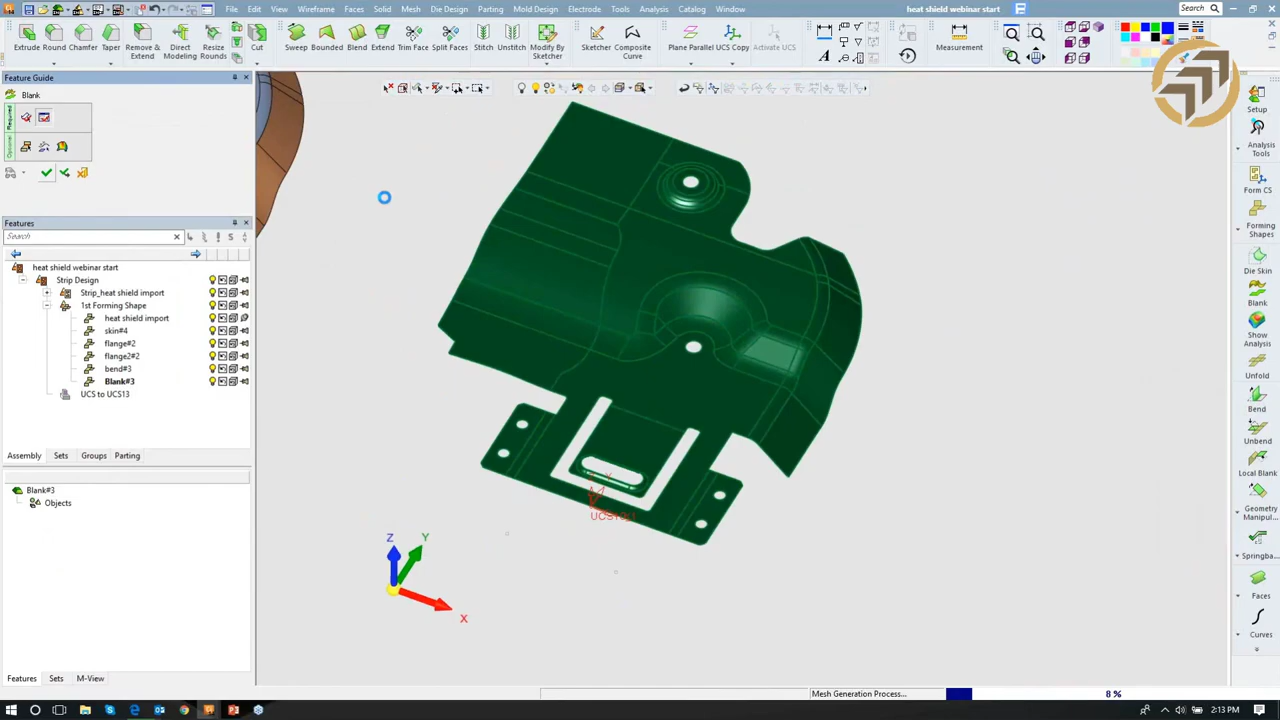 File Edit View Wireframe Faces Solid Mesh Die Design Parting Mold Design Electrode Tools Analysis Catalog Window Help heat shield webinar start Search
Extrude Round Chamfer Taper Remove & Extend Direct Modeling Resize Rounds Cut Sweep Bounded Blend Extend Trim Face Split Face Stitch Unstitch Modify By Sketcher Sketcher Composite Curve Plane Parallel UCS Copy Activate UCS Measurement
Feature Guide
Blank
Required
Optional
Features
Search
heat shield webinar start
Strip Design
Strip_heat shield import
1st Forming Shape
heat shield import
skin#4
flange#2
flange2#2
bend#3
Blank#3
UCS to UCS13
Assembly Sets Groups Parting
Blank#3
Objects
Features Sets M-View
Z
Y
X
Setup
Analysis Tools
Form CS
Forming Shapes
Die Skin
Blank
Show Analysis
Unfold
Bend
Unbend
Local Blank
Geometry Manipul...
Springba...
Faces
Curves
Mesh Generation Process... 8 %
2:13 PM